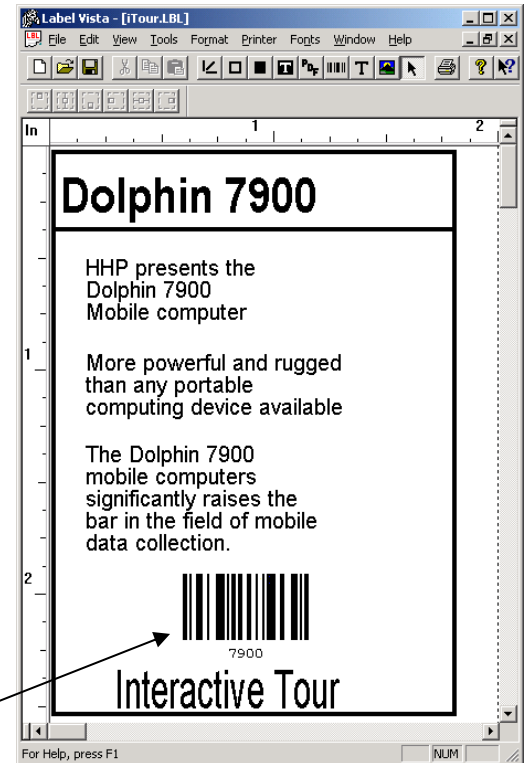 Label Vista - [iTour.LBL]
File Edit View Tools Format Printer Fonts Window Help
In 1 2
Dolphin 7900
HHP presents the
Dolphin 7900
Mobile computer
1
More powerful and rugged
than any portable
computing device available
The Dolphin 7900
mobile computers
significantly raises the
bar in the field of mobile
data collection.
2
7900
Interactive Tour
For Help, press F1 NUM